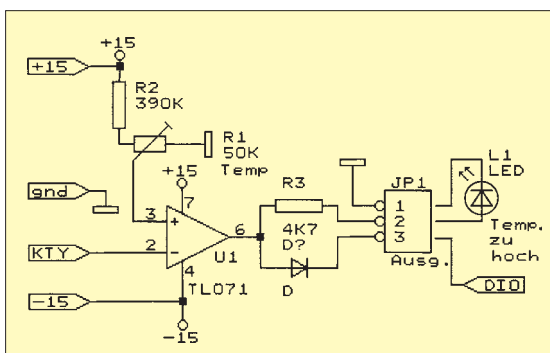 +15
+15
R2
390K
R1
50K
Temp
+15
gnd
7
3
+
2
-
6
KTY
4
U1
TL071
-15
-15
R3
4K7
D?
D
JP1
1
2
3
Ausg.
L1
LED
Temp.
zu
hoch
DIO